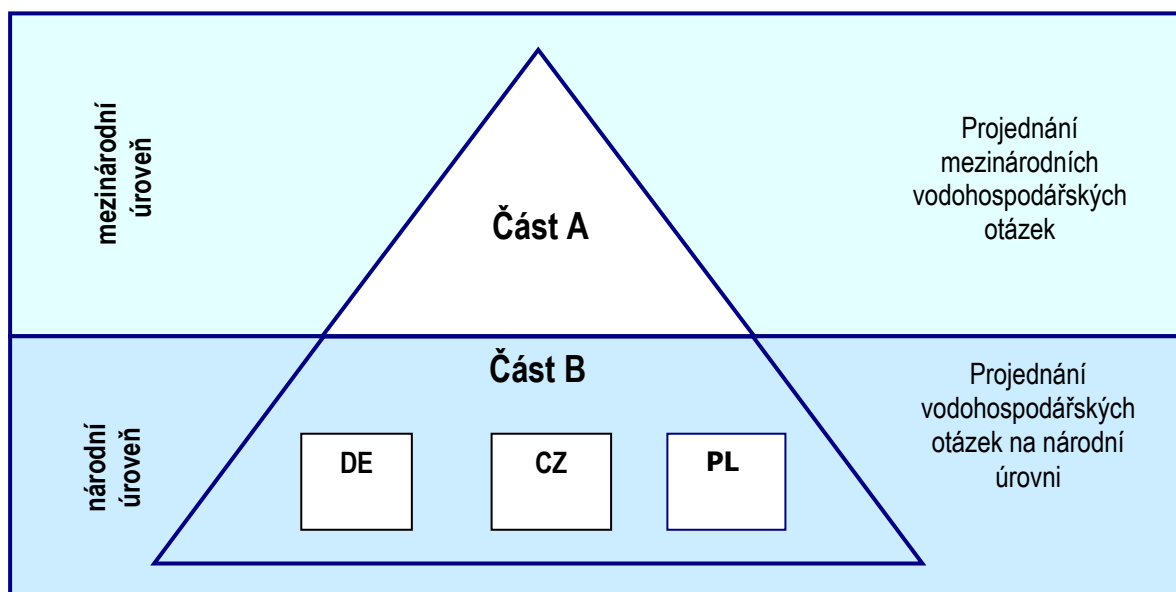 mezinárodní
úroveň
Část A
Projednání
mezinárodních
vodohospodářských
otázek
národní
úroveň
Část B
DE
CZ
PL
Projednání
vodohospodářských
otázek na národní
úrovni